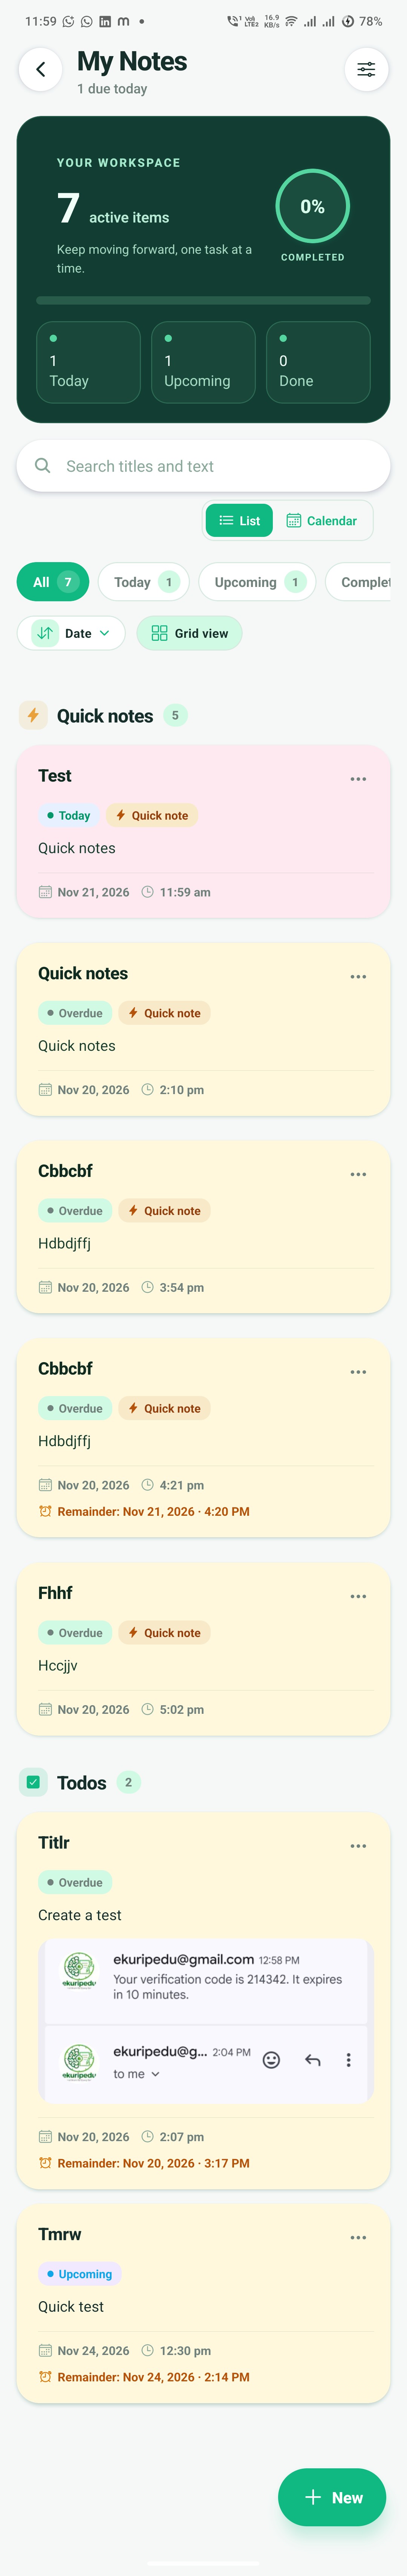 11:59
78%
My Notes
1 due today
YOUR WORKSPACE
7 active items
Keep moving forward, one task at a
time.
0%
COMPLETED
1
Today
1
Upcoming
0
Done
Search titles and text
List
Calendar
All 7
Today 1
Upcoming 1
Complet
Date
Grid view
Quick notes 5
Test
Today
Quick note
Quick notes
Nov 21, 2026 11:59 am
Quick notes
Overdue
Quick note
Quick notes
Nov 20, 2026 2:10 pm
Cbbcbf
Overdue
Quick note
Hdbdjffj
Nov 20, 2026 3:54 pm
Cbbcbf
Overdue
Quick note
Hdbdjffj
Nov 20, 2026 4:21 pm
Remainder: Nov 21, 2026 · 4:20 PM
Fhhf
Overdue
Quick note
Hccjjv
Nov 20, 2026 5:02 pm
Todos 2
Titlr
Overdue
Create a test
ekuripedu
ekuripedu@gmail.com 12:58 PM
Your verification code is 214342. It expires
in 10 minutes.
ekuripedu
ekuripedu@g... 2:04 PM
to me
Nov 20, 2026 2:07 pm
Remainder: Nov 20, 2026 · 3:17 PM
Tmrw
Upcoming
Quick test
Nov 24, 2026 12:30 pm
Remainder: Nov 24, 2026 · 2:14 PM
New